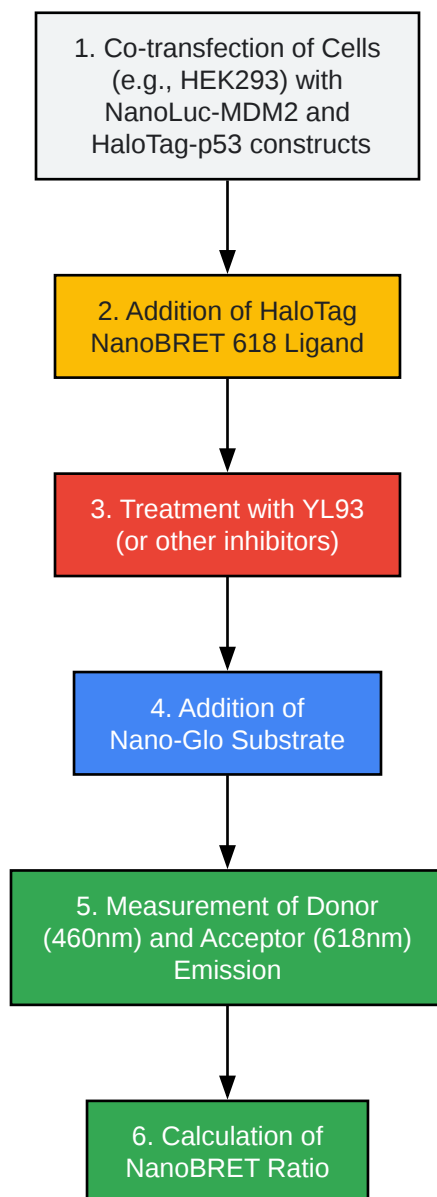 1. Co-transfection of Cells
(e.g., HEK293) with
NanoLuc-MDM2 and
HaloTag-p53 constructs
2. Addition of HaloTag
NanoBRET 618 Ligand
3. Treatment with YL93
(or other inhibitors)
4. Addition of
Nano-Glo Substrate
5. Measurement of Donor
(460nm) and Acceptor (618nm)
Emission
6. Calculation of
NanoBRET Ratio